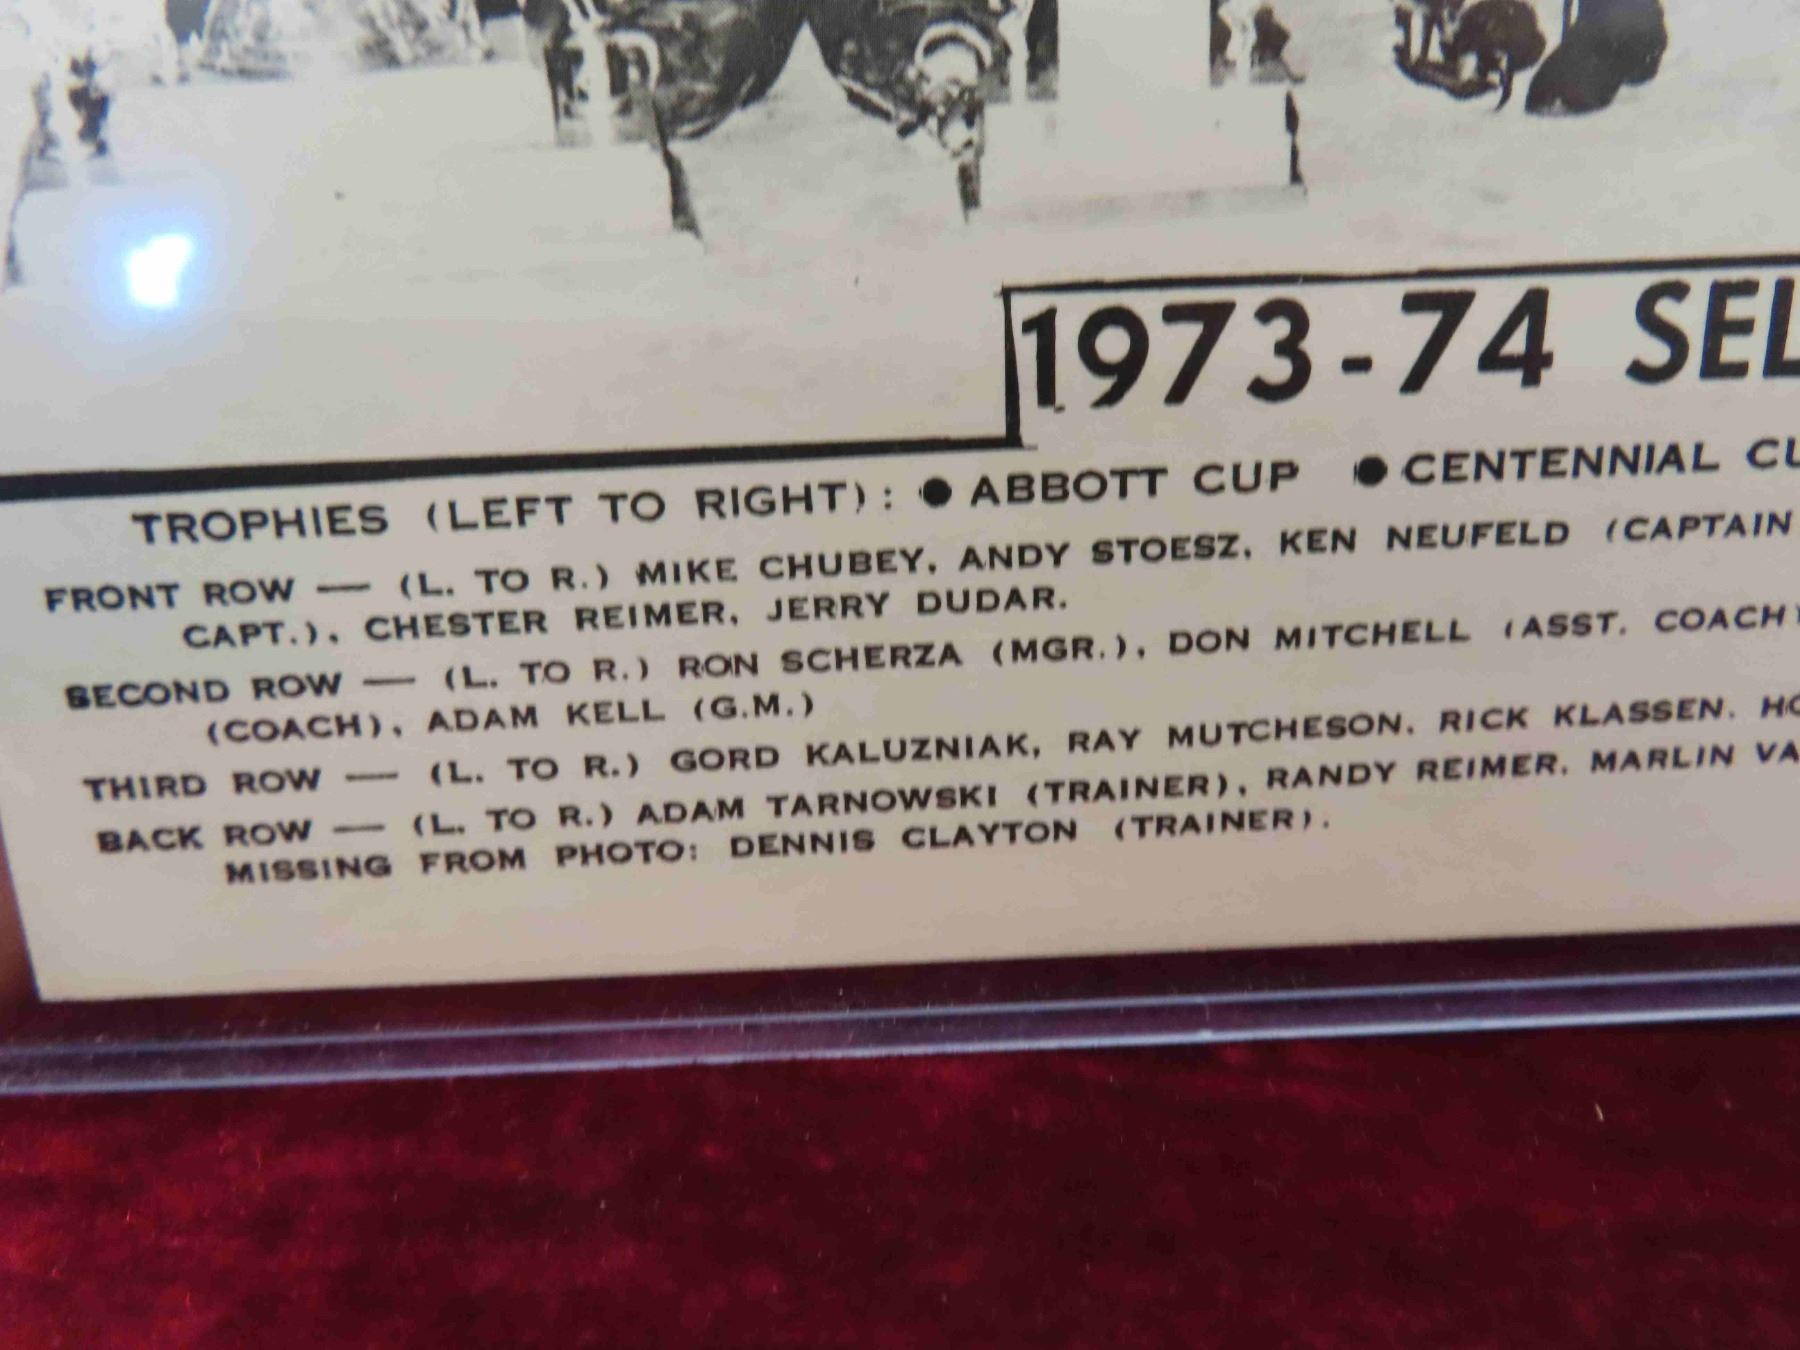 1973-74 SEL
TROPHIES (LEFT TO RIGHT): ● ABBOTT CUP ● CENTENNIAL CU
FRONT ROW — (L. TO R.) MIKE CHUBEY, ANDY STOESZ, KEN NEUFELD (CAPTAIN
CAPT.), CHESTER REIMER, JERRY DUDAR.
SECOND ROW — (L. TO R.) RON SCHERZA (MGR.), DON MITCHELL (ASST. COACH)
(COACH), ADAM KELL (G.M.)
THIRD ROW — (L. TO R.) GORD KALUZNIAK, RAY MUTCHESON, RICK KLASSEN, HO
BACK ROW — (L. TO R.) ADAM TARNOWSKI (TRAINER), RANDY REIMER, MARLIN VA
MISSING FROM PHOTO: DENNIS CLAYTON (TRAINER).